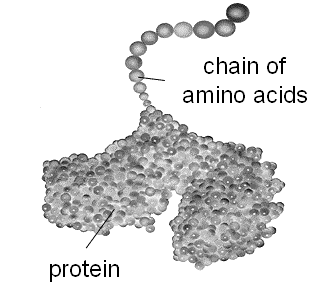 chain of
amino acids
protein